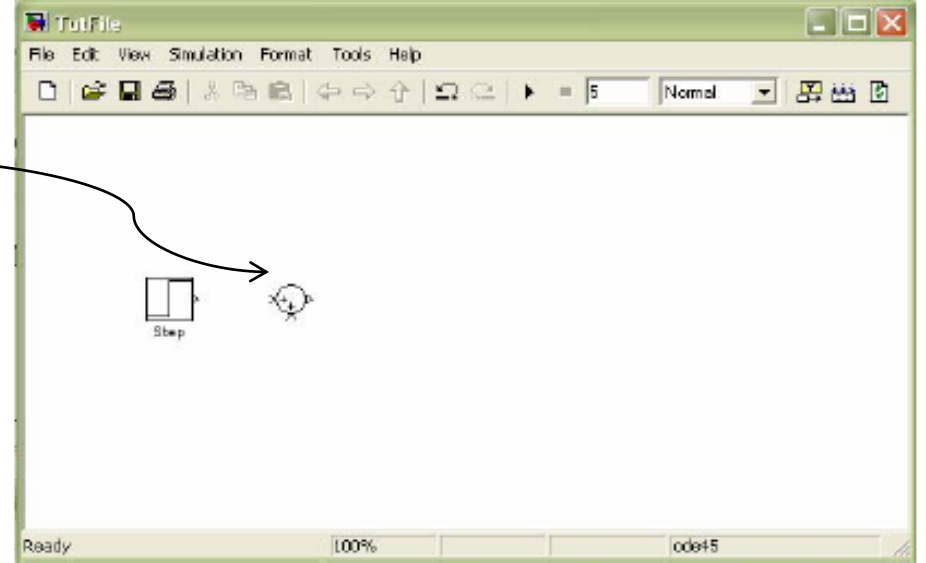 TutFile
File Edit View Simulation Format Tools Help
5 Normal
Step
Ready 100% ode45